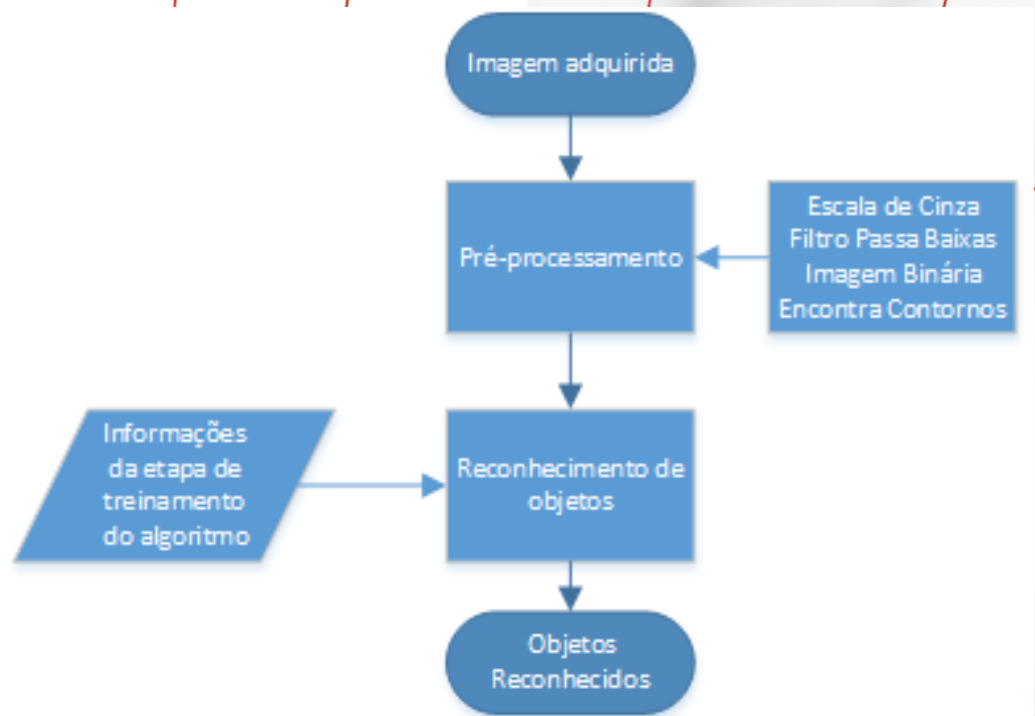 Imagem adquirida
Pré-processamento
Escala de Cinza
Filtro Passa Baixas
Imagem Binária
Encontra Contornos
Informações
da etapa de
treinamento
do algoritmo
Reconhecimento de
objetos
Objetos
Reconhecidos